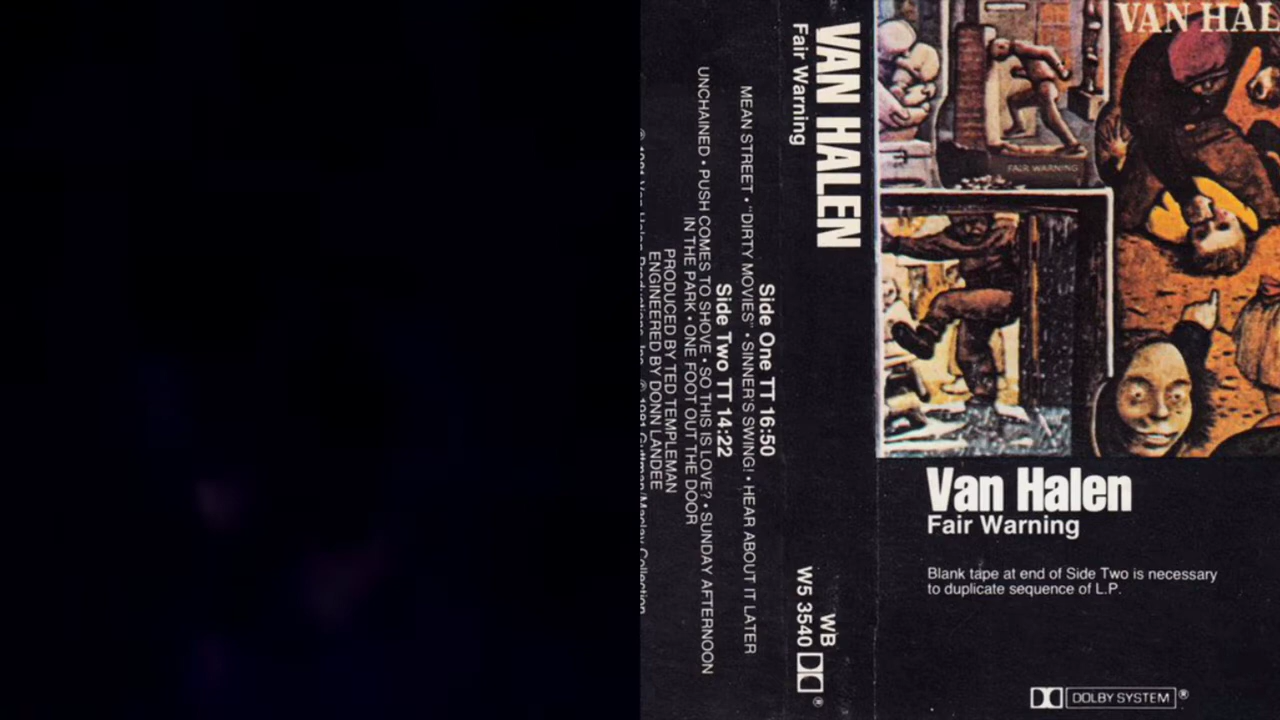 VAN HALEN
Fair Warning
WB
W5 3540
Side One TT 16:50
MEAN STREET • "DIRTY MOVIES" • SINNER'S SWING! • HEAR ABOUT IT LATER
Side Two TT 14:22
UNCHAINED • PUSH COMES TO SHOVE • SO THIS IS LOVE? • SUNDAY AFTERNOON
IN THE PARK • ONE FOOT OUT THE DOOR
PRODUCED BY TED TEMPLEMAN
ENGINEERED BY DONN LANDEE
VAN HAL
FAIR WARNING
Van Halen
Fair Warning
Blank tape at end of Side Two is necessary
to duplicate sequence of L.P.
DOLBY SYSTEM ®